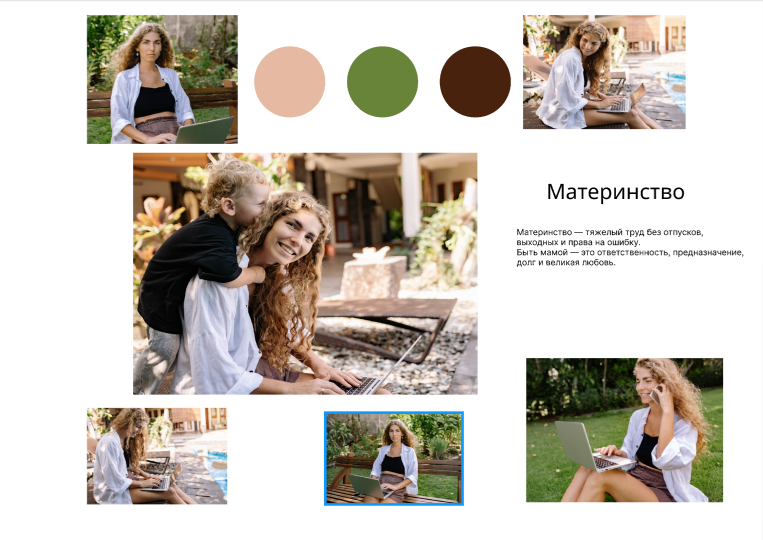 Материнство
Материнство — тяжелый труд без отпусков,
выходных и права на ошибку.
Быть мамой — это ответственность, предназначение,
долг и великая любовь.